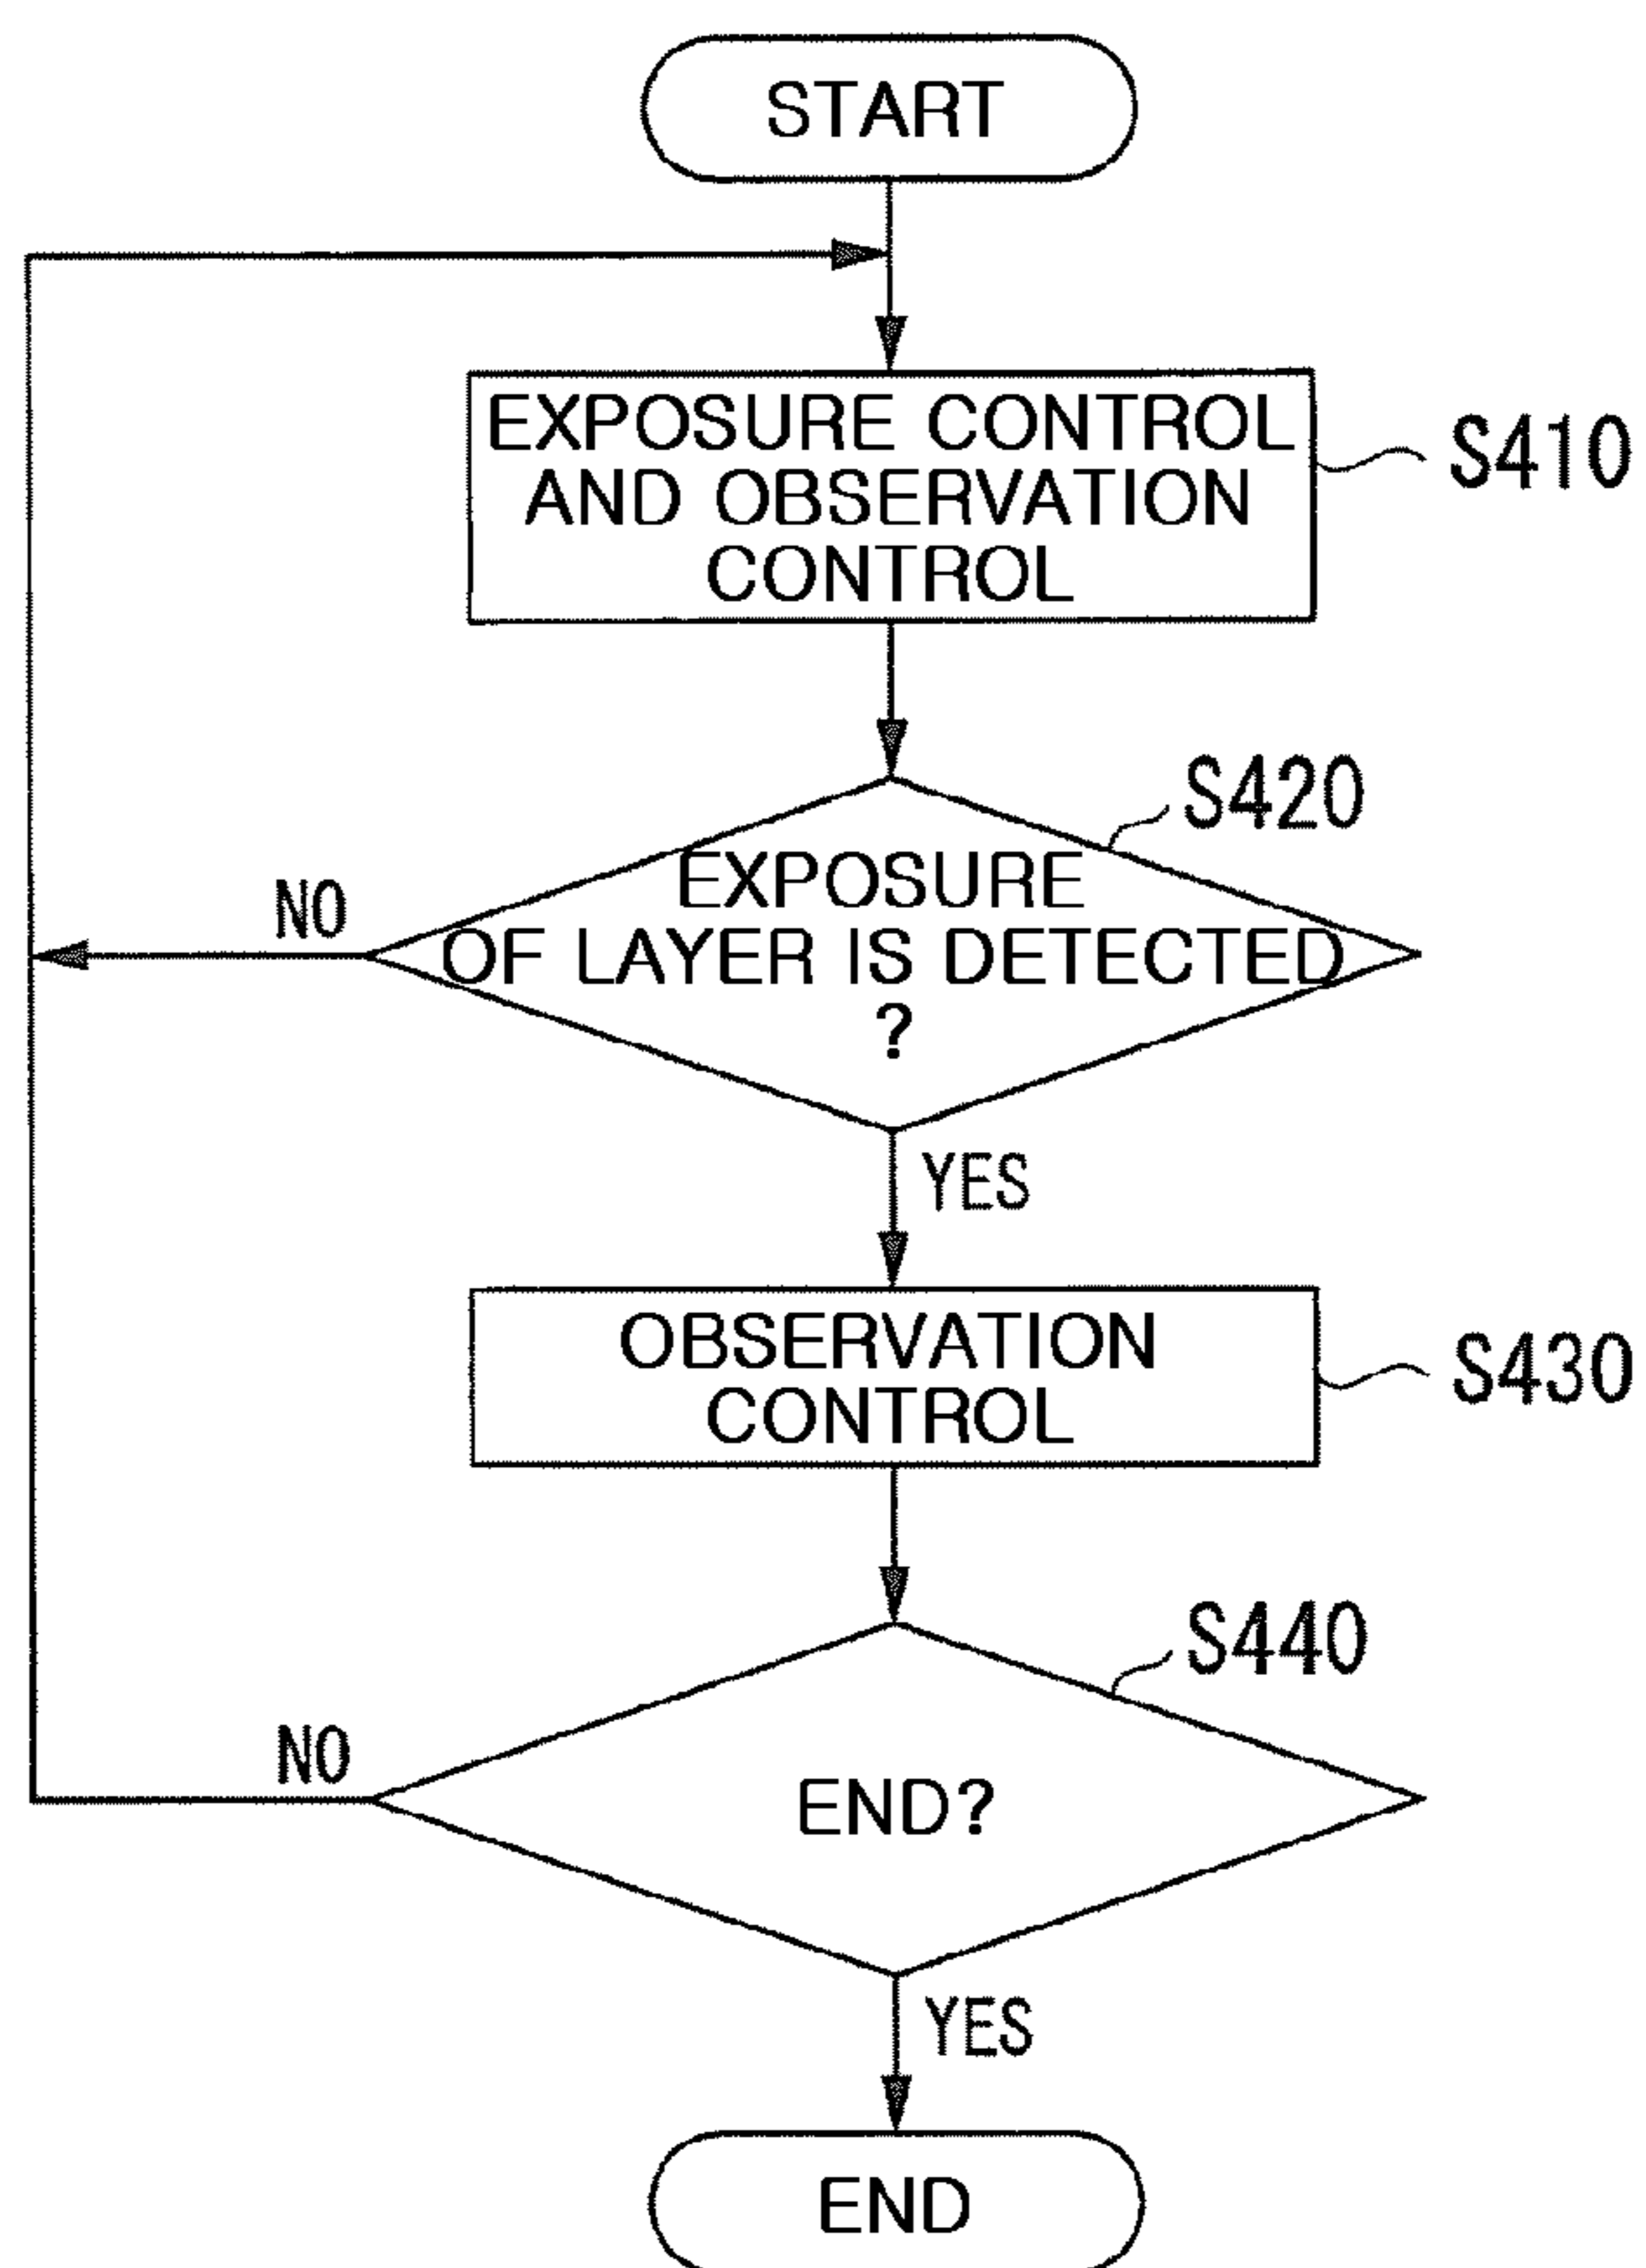 START
EXPOSURE CONTROL
AND OBSERVATION
CONTROL
S410
S420
EXPOSURE
OF LAYER IS DETECTED
?
NO
YES
OBSERVATION
CONTROL
S430
S440
END?
NO
YES
END